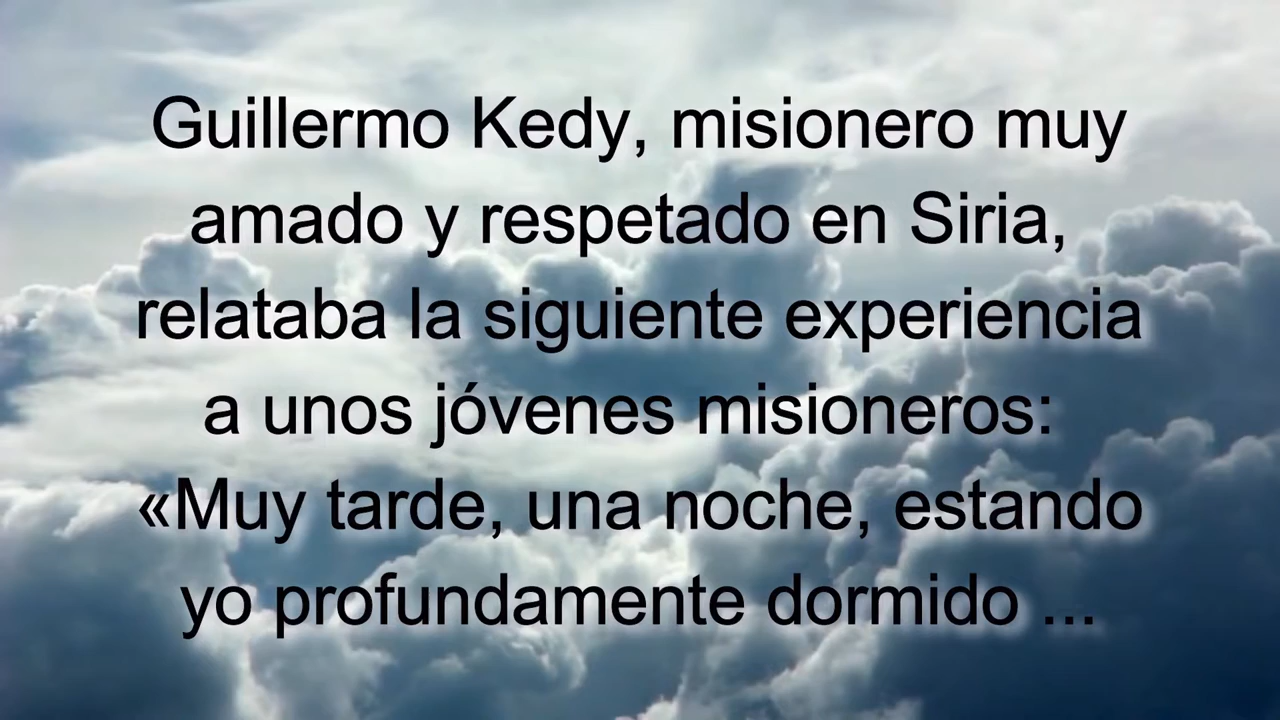 Guillermo Kedy, misionero muy
amado y respetado en Siria,
relataba la siguiente experiencia
a unos jóvenes misioneros:
«Muy tarde, una noche, estando
yo profundamente dormido ...